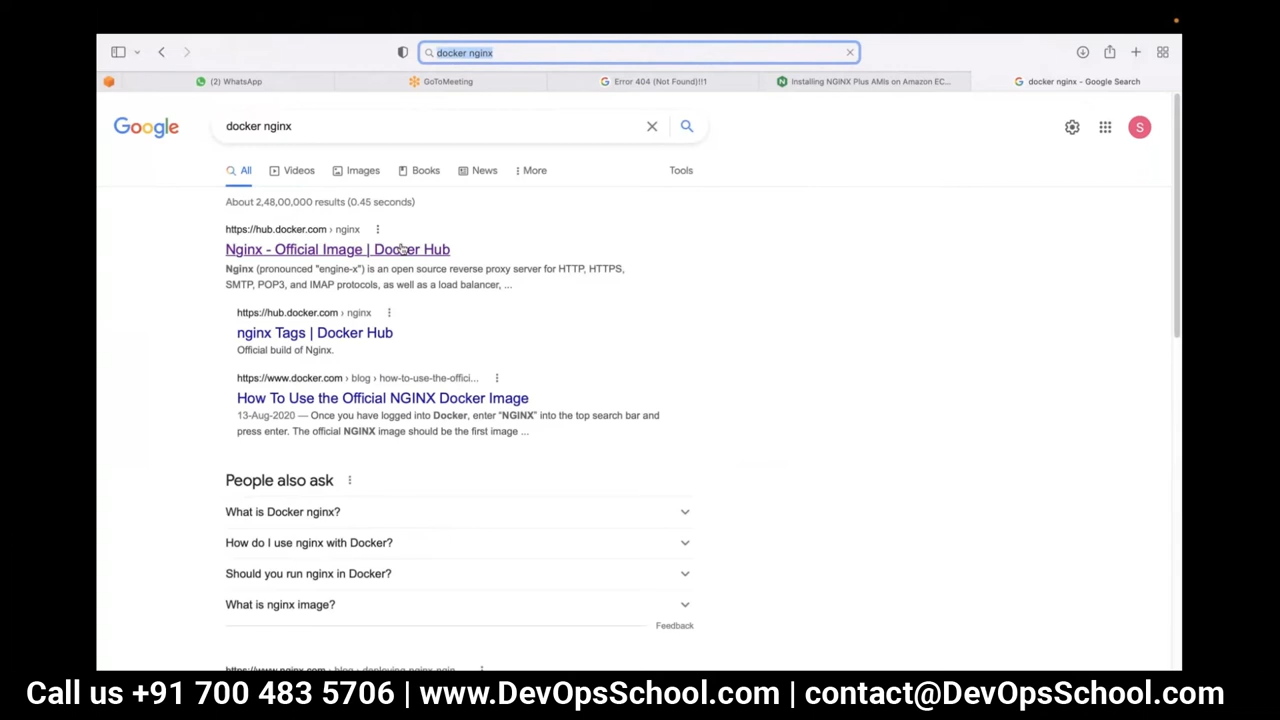 docker nginx
(2) WhatsApp
GoToMeeting
Error 404 (Not Found)!!1
Installing NGINX Plus AMIs on Amazon EC...
docker nginx - Google Search
Google
docker nginx
S
All
Videos
Images
Books
News
More
Tools
About 2,48,00,000 results (0.45 seconds)
https://hub.docker.com › nginx
Nginx - Official Image | Docker Hub
Nginx (pronounced "engine-x") is an open source reverse proxy server for HTTP, HTTPS,
SMTP, POP3, and IMAP protocols, as well as a load balancer, ...
https://hub.docker.com › nginx
nginx Tags | Docker Hub
Official build of Nginx.
https://www.docker.com › blog › how-to-use-the-offici...
How To Use the Official NGINX Docker Image
13-Aug-2020 — Once you have logged into Docker, enter “NGINX” into the top search bar and
press enter. The official NGINX image should be the first image ...
People also ask
What is Docker nginx?
How do I use nginx with Docker?
Should you run nginx in Docker?
What is nginx image?
Feedback
https://www.nginx.com › blog › deploying-nginx-ngin...
Call us +91 700 483 5706 | www.DevOpsSchool.com | contact@DevOpsSchool.com